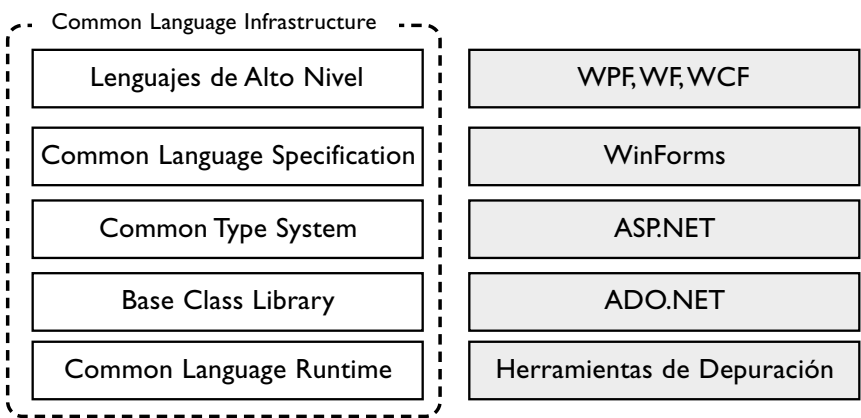 Common Language Infrastructure
Lenguajes de Alto Nivel
Common Language Specification
Common Type System
Base Class Library
Common Language Runtime
WPF, WF, WCF
WinForms
ASP.NET
ADO.NET
Herramientas de Depuración